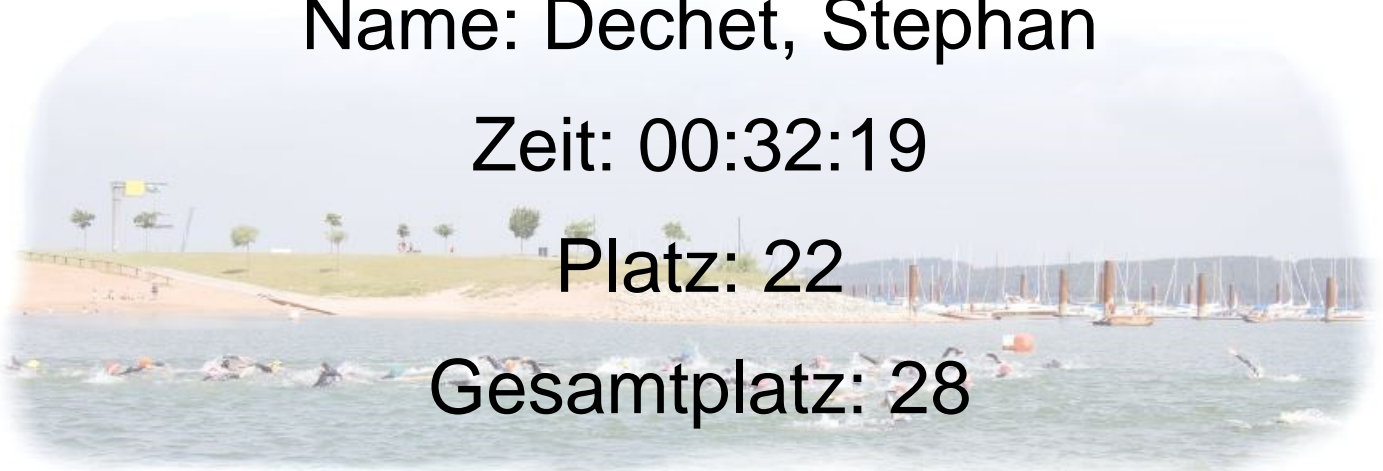 Name: Dechet, Stephan
Zeit: 00:32:19
Platz: 22
Gesamtplatz: 28